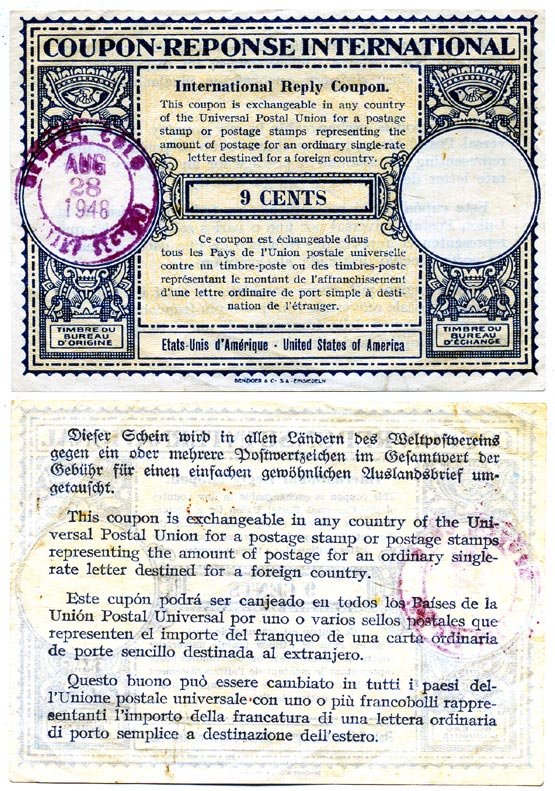 COUPON-REPONSE INTERNATIONAL
International Reply Coupon.
This coupon is exchangeable in any country
of the Universal Postal Union for a postage
stamp or postage stamps representing the
amount of postage for an ordinary single-rate
letter destined for a foreign country.
DENVER, COLO
AUG
28
1948
9 CENTS
Ce coupon est échangeable dans
tous les Pays de l'Union postale universelle
contre un timbre-poste ou des timbres-poste
représentant le montant de l'affranchissement
d'une lettre ordinaire de port simple à desti-
nation de l'étranger.
TIMBRE DU
BUREAU
D'ORIGINE
Etats-Unis d'Amérique - United States of America
TIMBRE DU
BUREAU
D'ÉCHANGE
BENZIGER & Co S.A. - EINSIEDELN
Dieser Schein wird in allen Ländern des Weltpostvereins
gegen ein oder mehrere Postwertzeichen im Gesamtwert der
Gebühr für einen einfachen gewöhnlichen Auslandsbrief um-
getauscht.
This coupon is exchangeable in any country of the Uni-
versal Postal Union for a postage stamp or postage stamps
representing the amount of postage for an ordinary single-
rate letter destined for a foreign country.
Este cupón podrá ser canjeado en todos los Países de la
Unión Postal Universal por uno o varios sellos postales que
representen el importe del franqueo de una carta ordinaria
de porte sencillo destinada al extranjero.
Questo buono può essere cambiato in tutti i paesi del-
l'Unione postale universale con uno o più francobolli rappre-
sentanti l'importo della francatura di una lettera ordinaria
di porto semplice a destinazione dell'estero.